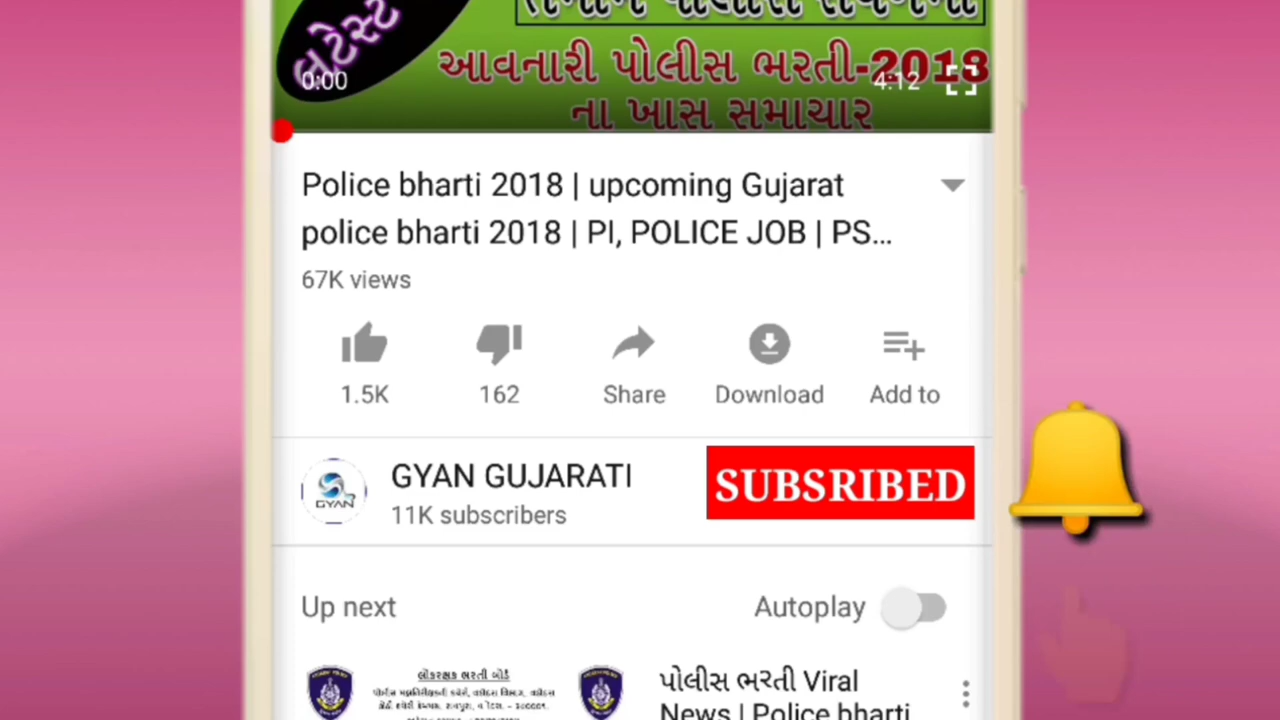 લેટેસ્ટ
આવનારી પોલીસ ભરતી-2018
0:00
4:12
ના ખાસ સમાચાર
Police bharti 2018 | upcoming Gujarat
police bharti 2018 | PI, POLICE JOB | PS...
67K views
1.5K
162
Share
Download
Add to
GYAN
GYAN GUJARATI
11K subscribers
SUBSRIBED
Up next
Autoplay
લોકરક્ષક ભરતી બોર્ડ
પોલીસ ભરતી Viral
News | Police bharti